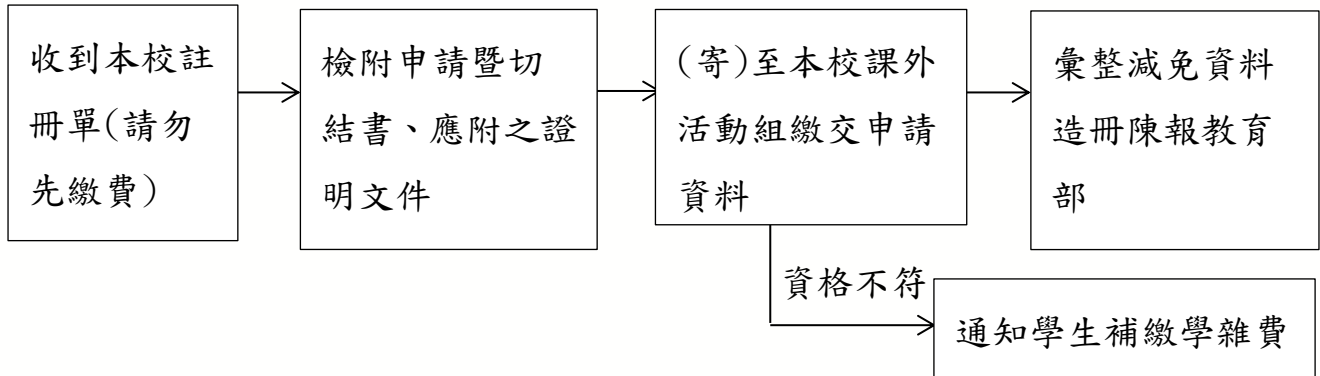 收到本校註
冊單(請勿
先繳費)
檢附申請暨切
結書、應附之證
明文件
(寄)至本校課外
活動組繳交申請
資料
彙整減免資料
造冊陳報教育
部
資格不符
通知學生補繳學雜費